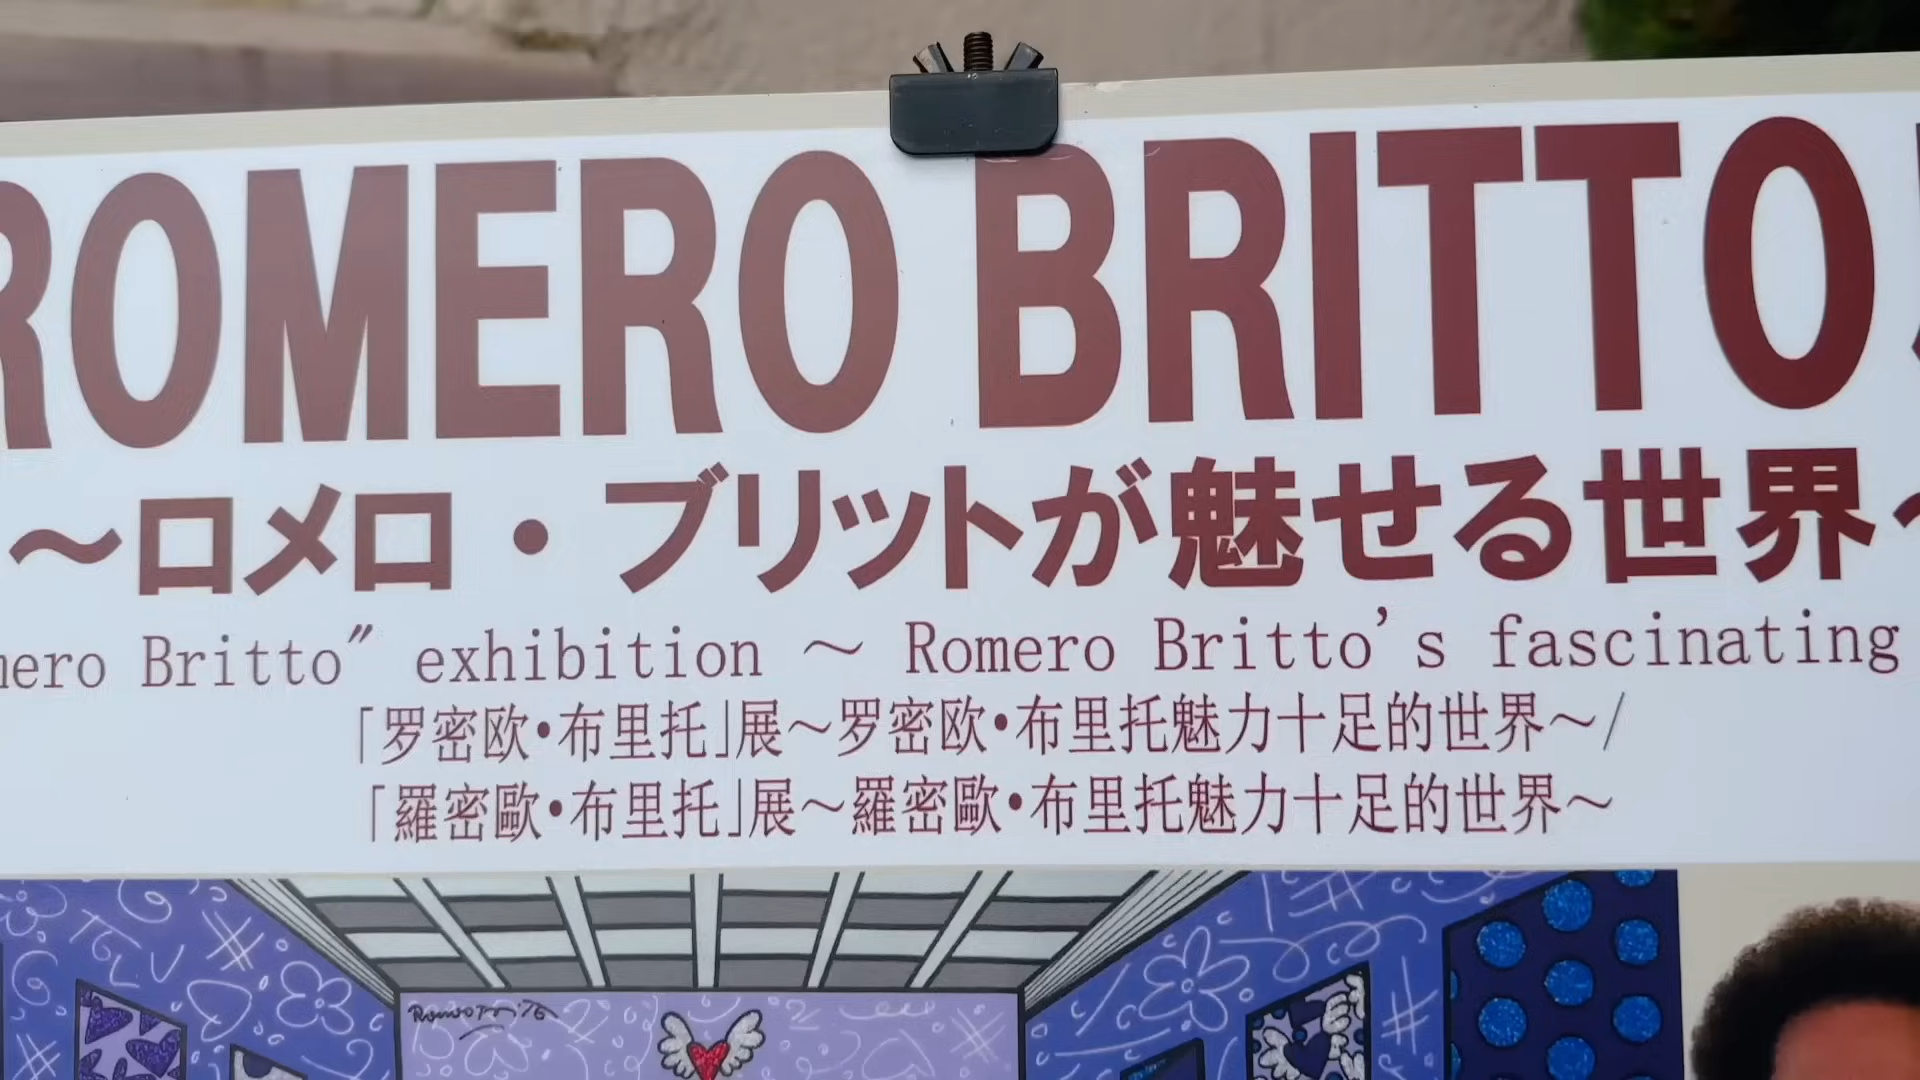 ROMERO BRITTO
～ロメロ・ブリットが魅せる世界～
mero Britto" exhibition ～ Romero Britto's fascinating
「罗密欧・布里托」展～罗密欧・布里托魅力十足的世界～/
「羅密歐・布里托」展～羅密歐・布里托魅力十足的世界～